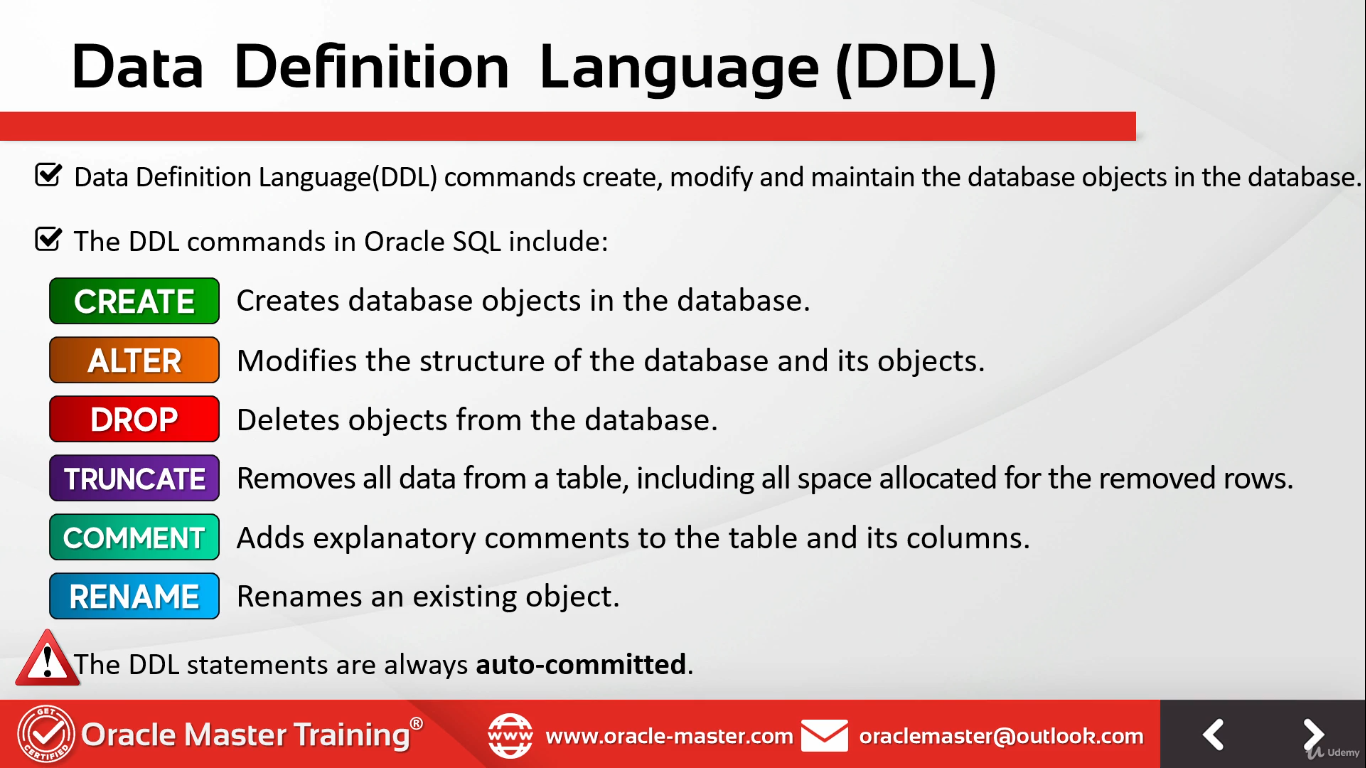 Data Definition Language (DDL)
Data Definition Language(DDL) commands create, modify and maintain the database objects in the database.
The DDL commands in Oracle SQL include:
CREATE Creates database objects in the database.
ALTER Modifies the structure of the database and its objects.
DROP Deletes objects from the database.
TRUNCATE Removes all data from a table, including all space allocated for the removed rows.
COMMENT Adds explanatory comments to the table and its columns.
RENAME Renames an existing object.
The DDL statements are always auto-committed.
GET CERTIFIED Oracle Master Training® www www.oracle-master.com oraclemaster@outlook.com
Udemy